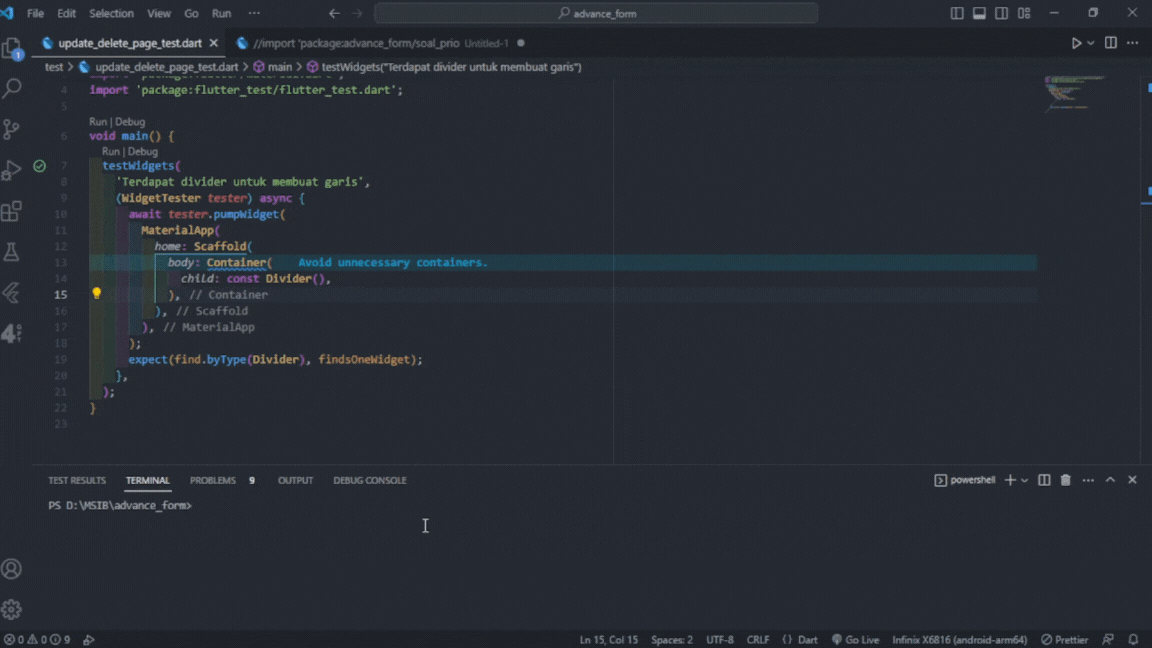 File Edit Selection View Go Run ··· advance_form
update_delete_page_test.dart //import 'package:advance_form/soal_prio Untitled-1
test > update_delete_page_test.dart > main > testWidgets("Terdapat divider untuk membuat garis")
4 import 'package:flutter_test/flutter_test.dart';
5
Run | Debug
6 void main() {
Run | Debug
7 testWidgets(
8 'Terdapat divider untuk membuat garis',
9 (WidgetTester tester) async {
10 await tester.pumpWidget(
11 MaterialApp(
12 home: Scaffold(
13 body: Container( Avoid unnecessary containers.
14 child: const Divider(),
15 ), // Container
16 ), // Scaffold
17 ), // MaterialApp
18 );
19 expect(find.byType(Divider), findsOneWidget);
20 },
21 );
22 }
23
TEST RESULTS TERMINAL PROBLEMS 9 OUTPUT DEBUG CONSOLE powershell
PS D:\MSIB\advance_form>
0 0 9 Ln 15, Col 15 Spaces: 2 UTF-8 CRLF {} Dart Go Live Infinix X6816 (android-arm64) Prettier